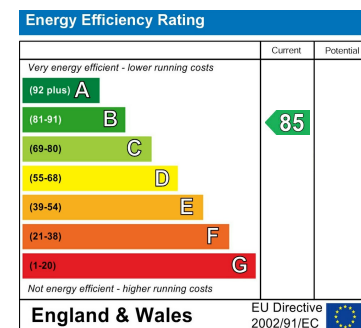 Energy Efficiency Rating
Current Potential
Very energy efficient - lower running costs
(92 plus) A
(81-91) B
85
(69-80) C
(55-68) D
(39-54) E
(21-38) F
(1-20) G
Not energy efficient - higher running costs
England & Wales
EU Directive
2002/91/EC